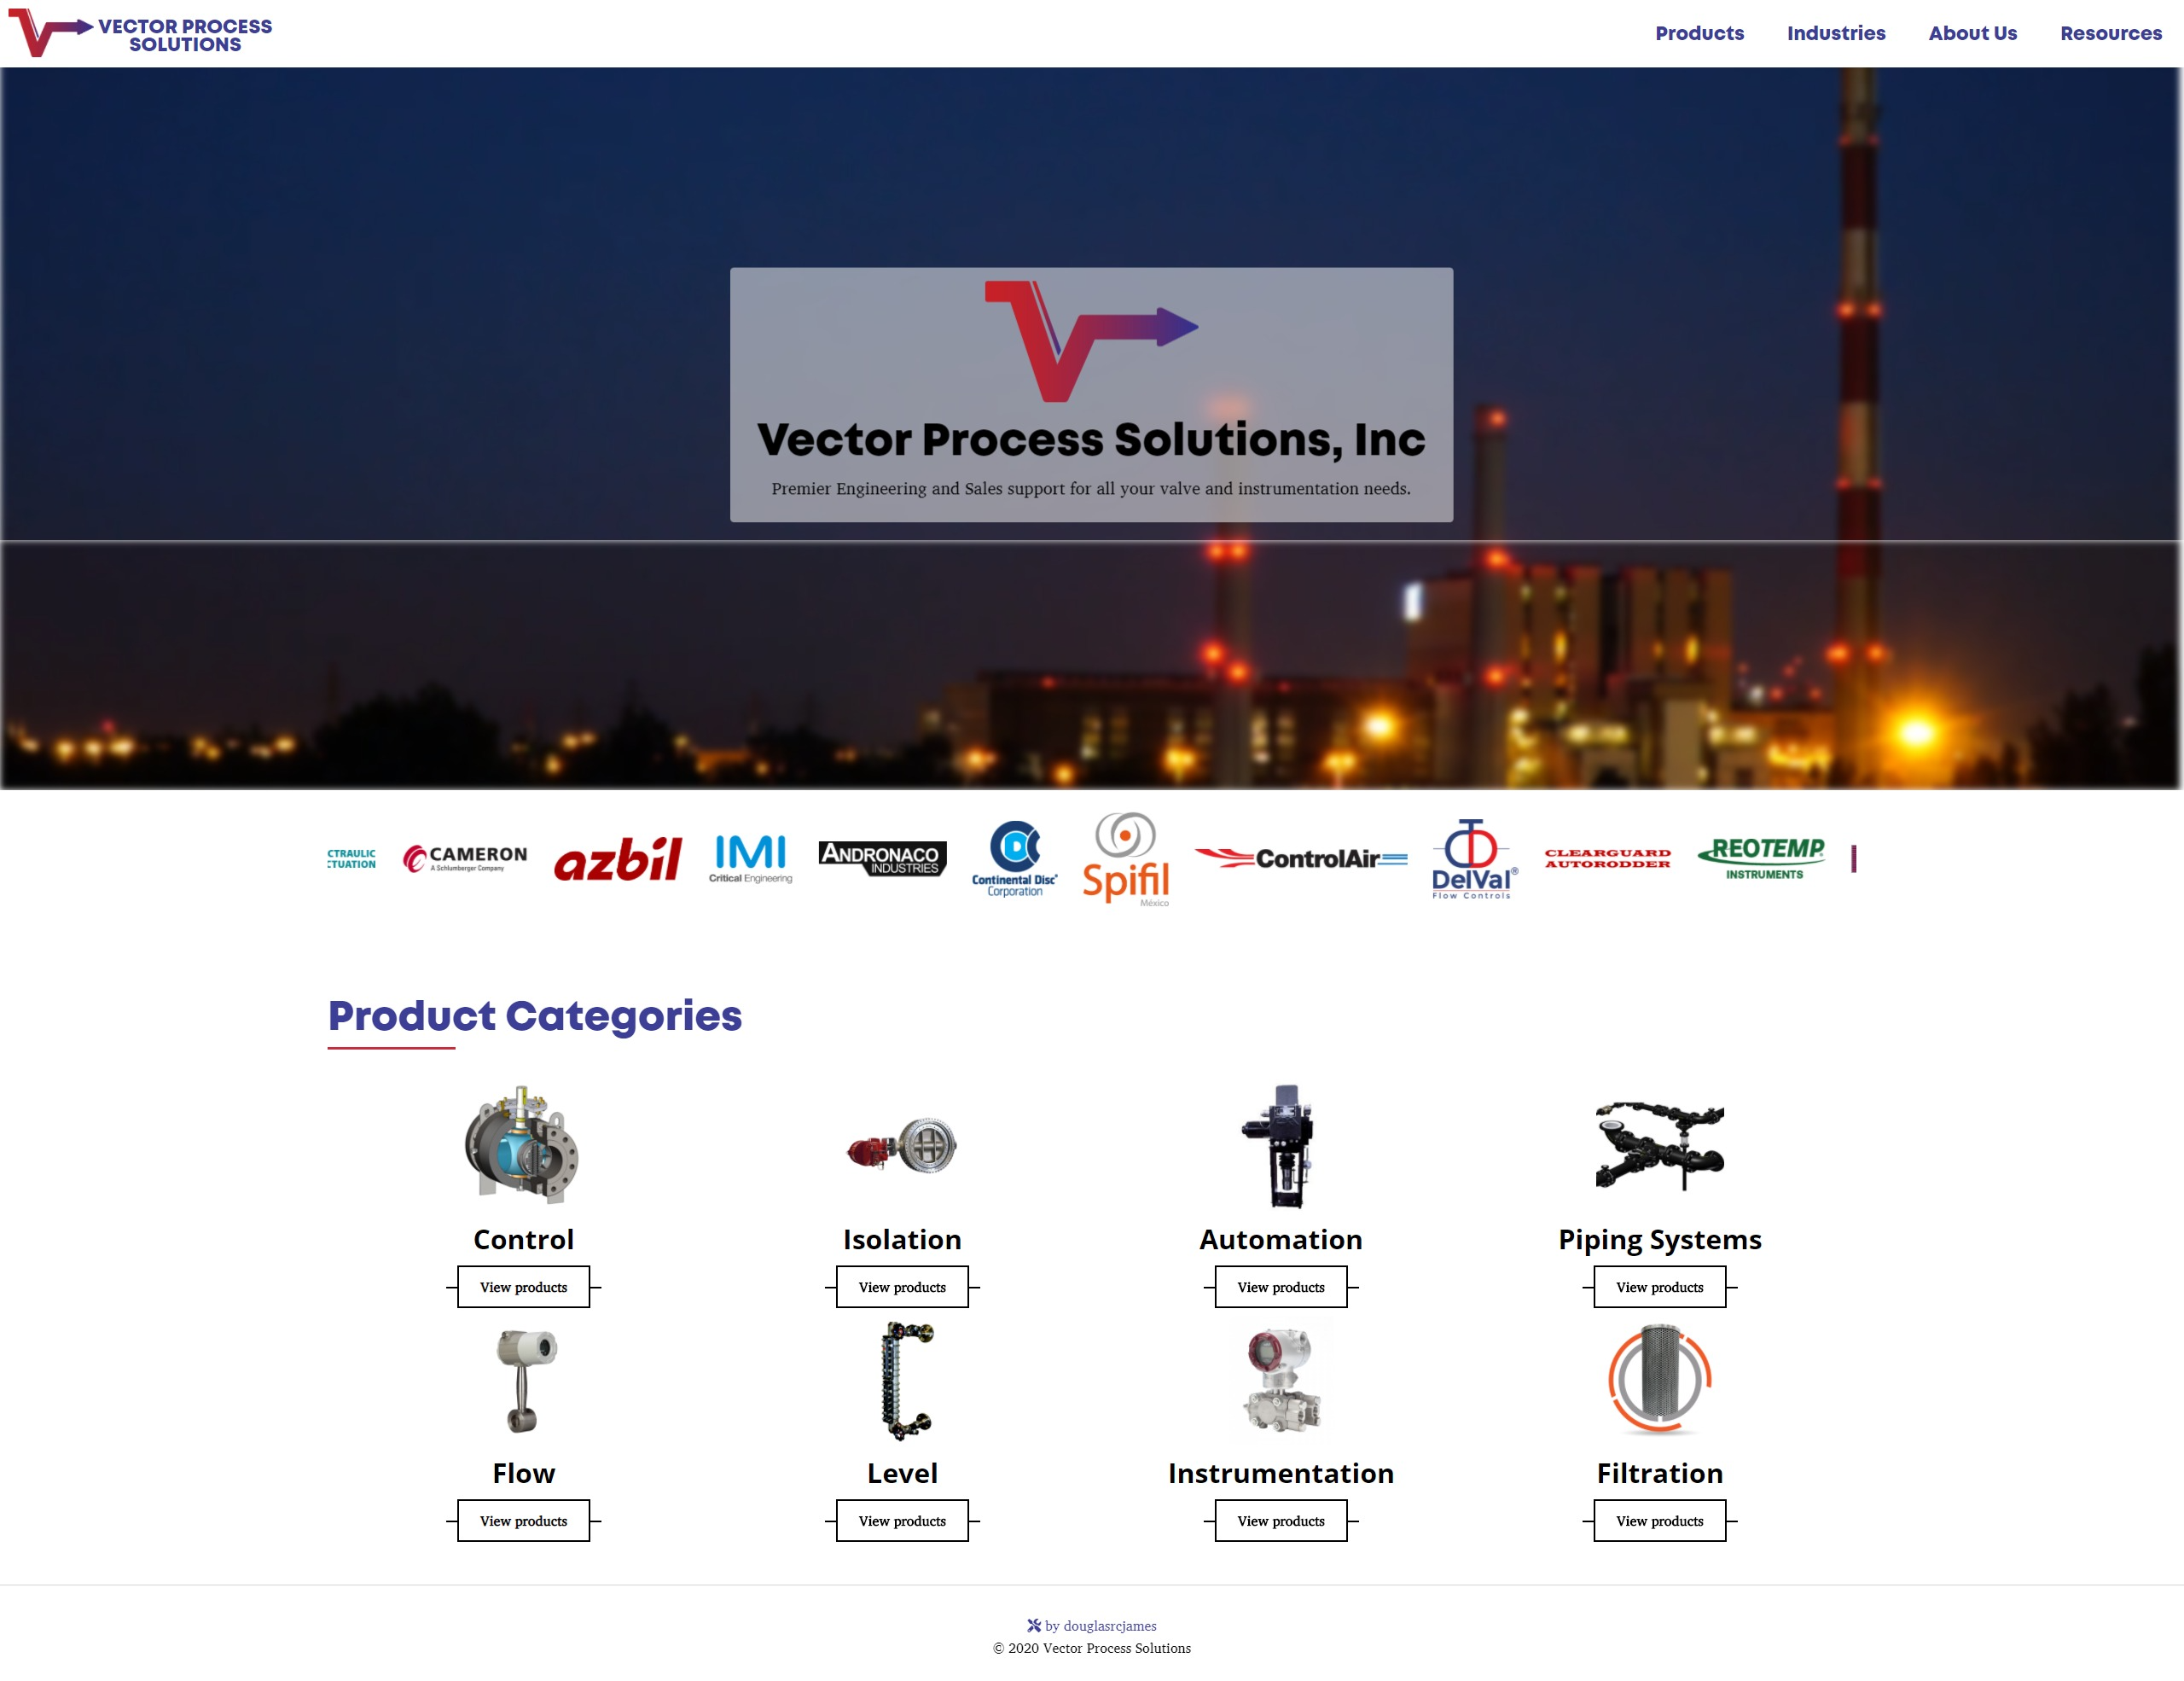 VECTOR PROCESS
SOLUTIONS
Products
Industries
About Us
Resources
Vector Process Solutions, Inc
Premier Engineering and Sales support for all your valve and instrumentation needs.
CTRAULIC
TUATION
CAMERON
A Schlumberger Company
azbil
IMI
Critical Engineering
ANDRONACO
INDUSTRIES
Continental Disc
Corporation
Spifil
México
ControlAir
DelVal®
Flow Controls
CLEARGUARD
AUTORODDER
REOTEMP
INSTRUMENTS
Product Categories
Control
Isolation
Automation
Piping Systems
View products
View products
View products
View products
Flow
Level
Instrumentation
Filtration
View products
View products
View products
View products
by douglasrcjames
© 2020 Vector Process Solutions